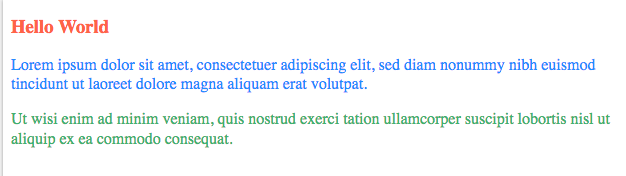 Hello World
Lorem ipsum dolor sit amet, consectetuer adipiscing elit, sed diam nonummy nibh euismod
tincidunt ut laoreet dolore magna aliquam erat volutpat.
Ut wisi enim ad minim veniam, quis nostrud exerci tation ullamcorper suscipit lobortis nisl ut
aliquip ex ea commodo consequat.